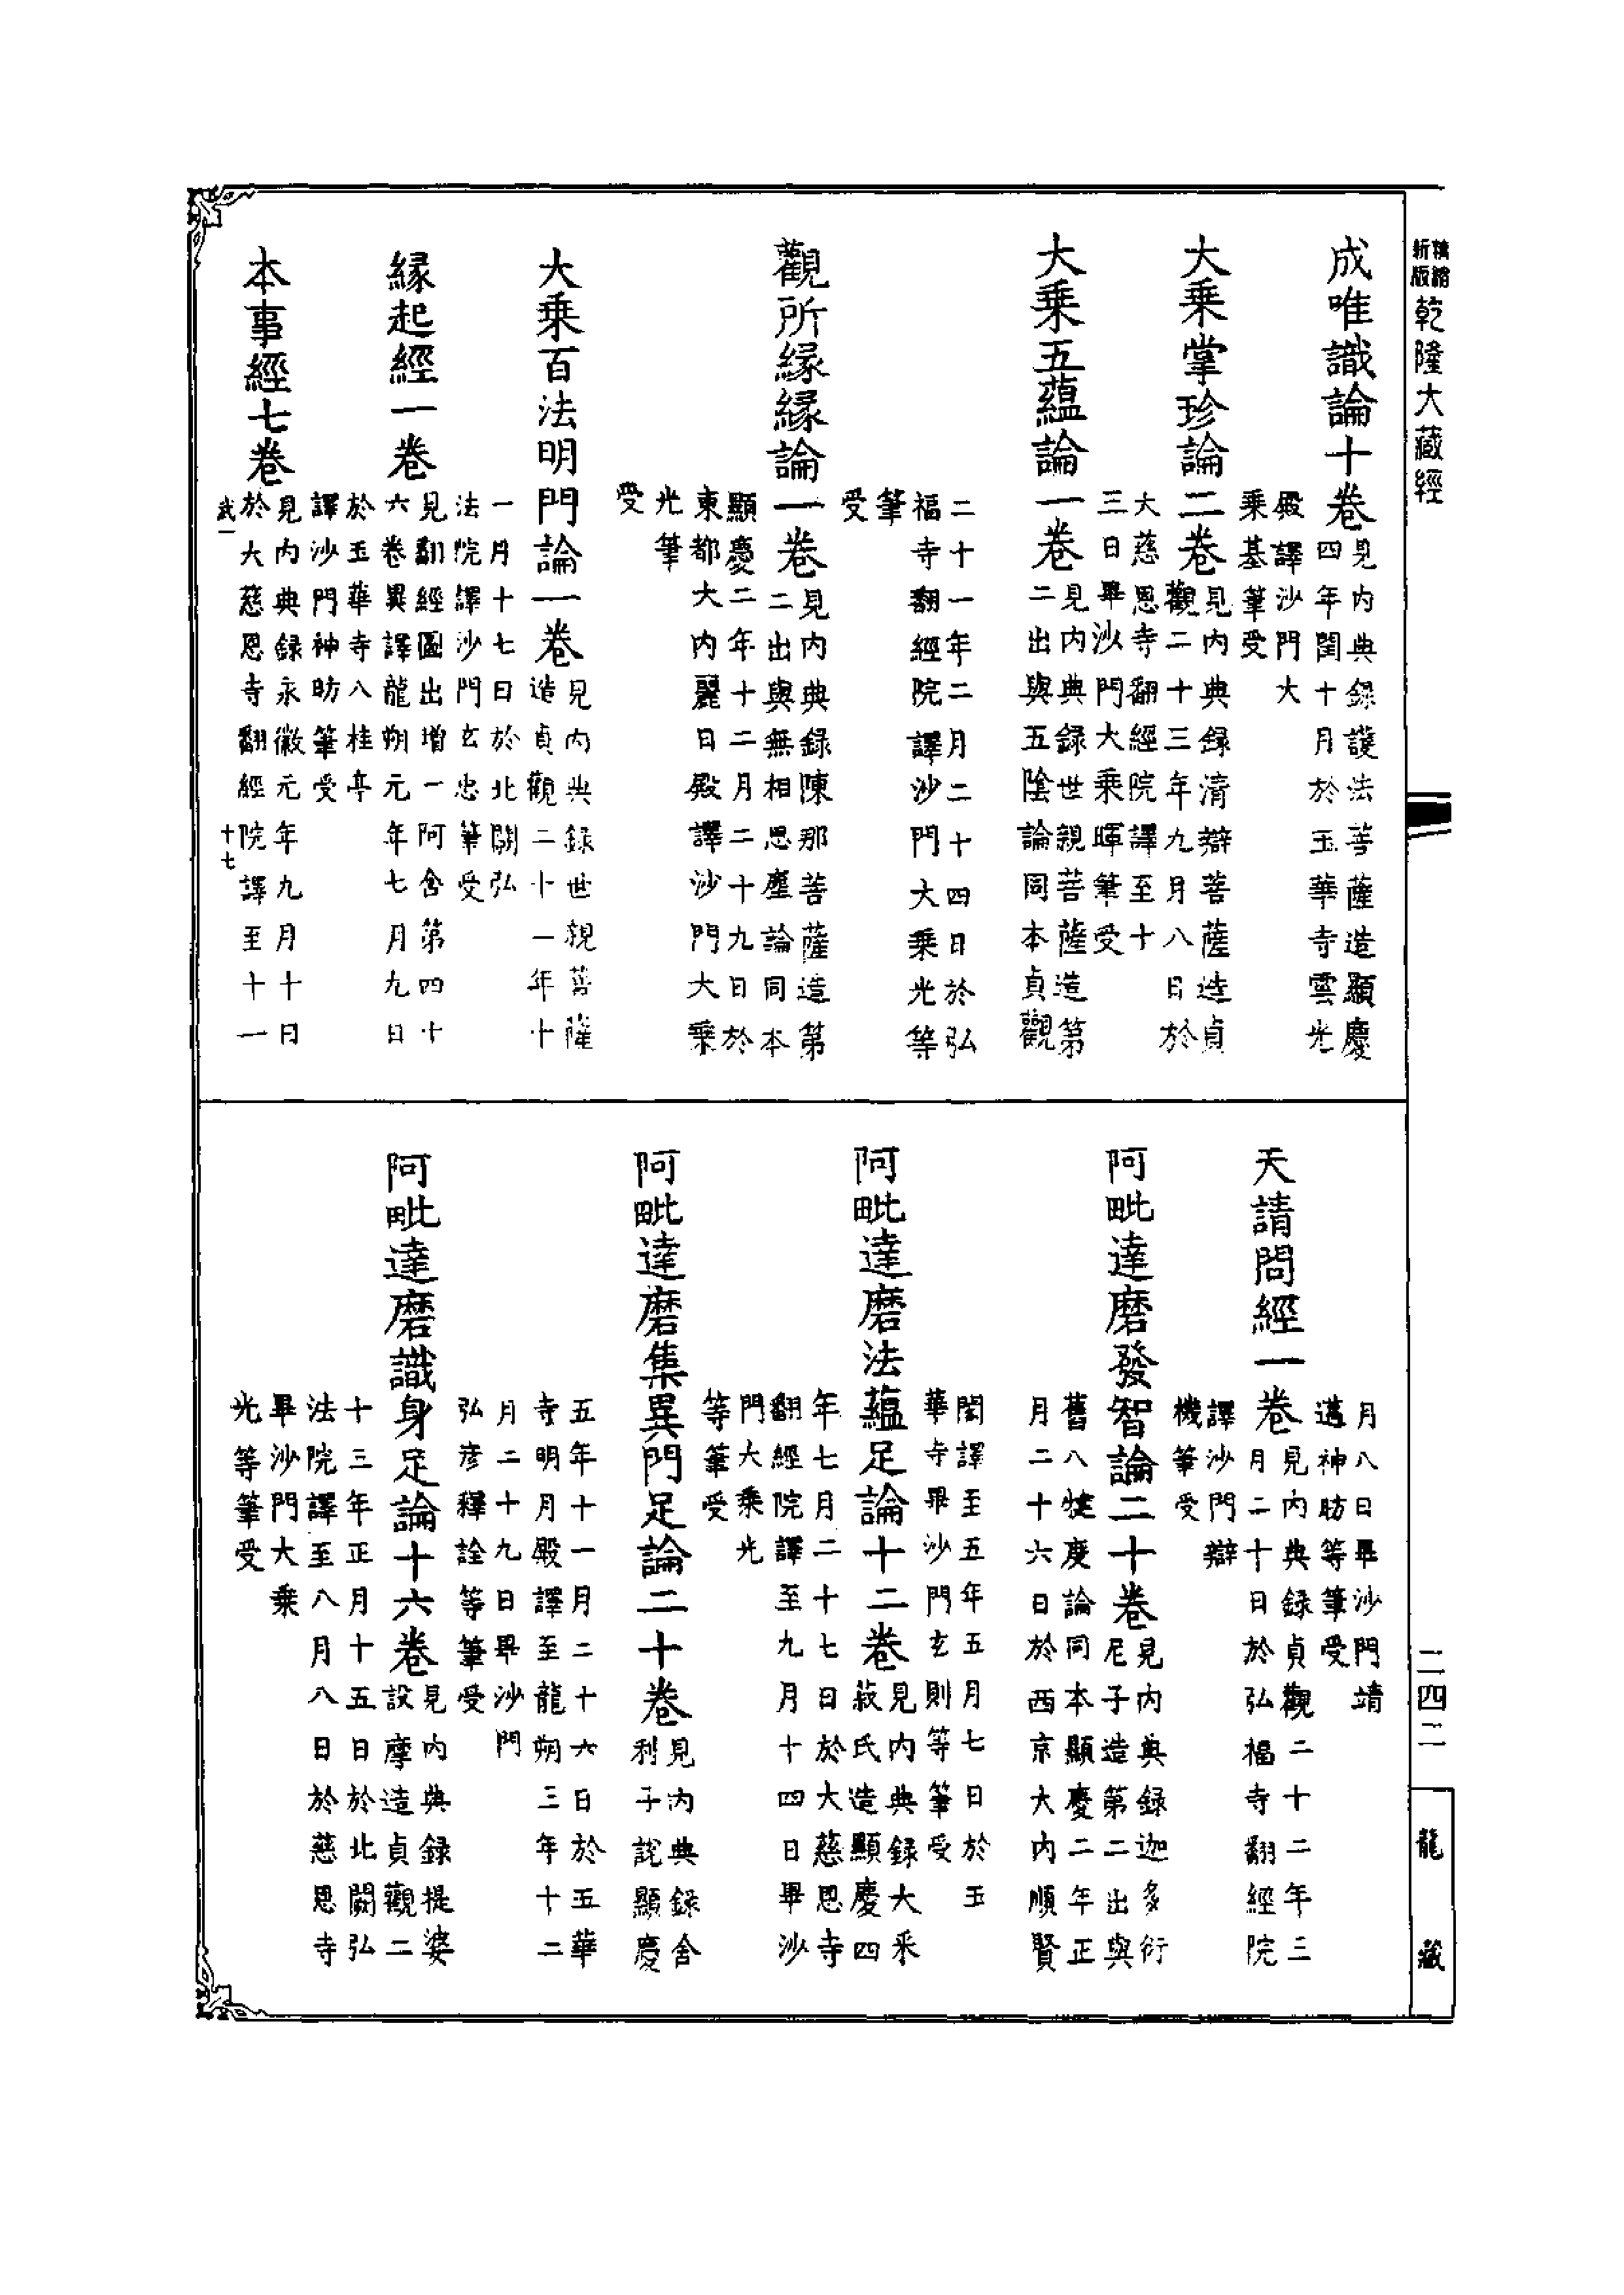 精縮新版乾隆大藏經
成唯識論十卷
見內典錄護法菩薩造顯慶
四年閏十月於玉華寺雲光
殿譯沙門大
乘基筆受
大乘掌珍論二卷
見內典錄清辯菩薩造貞
觀二十三年九月八日於
大慈恩寺翻經院譯至十
三日畢沙門大乘暉筆受
大乘五蘊論一卷
見內典錄世親菩薩造第
二出與五陰論同本貞觀
二十一年二月二十四日於弘
福寺翻經院譯沙門大乘光等
筆
受
觀所緣緣論一卷
見內典錄陳那菩薩造第
二出與無相思塵論同本
顯慶二年十二月二十九日於
東都大內麗日殿譯沙門大乘
光筆
受
大乘百法明門論一卷
見內典錄世親菩薩
造貞觀二十一年十
一月十七日於北闕弘
法院譯沙門玄忠筆受
緣起經一卷
見翻經圖出增一阿含第四十
六卷異譯龍朔元年七月九日
於玉華寺八桂亭
譯沙門神昉筆受
本事經七卷
見內典錄永徽元年九月十日
於大慈恩寺翻經院譯至十一
武一 十七
月八日畢沙門靖
邁神昉等筆受
天請問經一卷
見內典錄貞觀二十二年三
月二十日於弘福寺翻經院
譯沙門辯
機筆受
阿毗達磨發智論二十卷
見內典錄迦多衍
尼子造第二出與
舊八犍度論同本顯慶二年正
月二十六日於西京大內順賢
閣譯至五年五月七日於玉
華寺畢沙門玄則等筆受
阿毗達磨法蘊足論十二卷
見內典錄大采
菽氏造顯慶四
年七月二十七日於大慈恩寺
翻經院譯至九月十四日畢沙
門大乘光
等筆受
阿毗達磨集異門足論二十卷
見內典錄舍
利子說顯慶
五年十一月二十六日於五華
寺明月殿譯至龍朔三年十二
月二十九日畢沙門
弘彥釋詮等筆受
阿毗達磨識身足論十六卷
見內典錄提婆
設摩造貞觀二
十三年正月十五日於北闕弘
法院譯至八月八日於慈恩寺
畢沙門大乘
光等筆受
二四二
龍藏